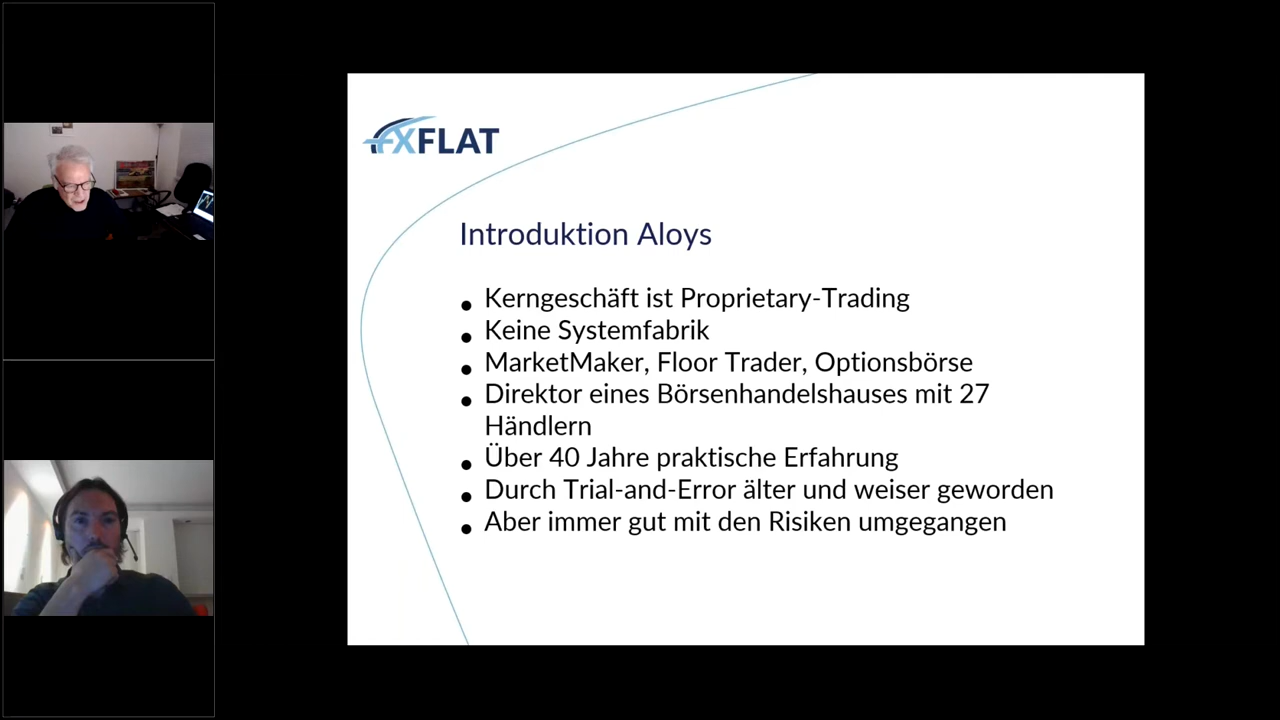 FXFLAT
Introduktion Aloys
• Kerngeschäft ist Proprietary-Trading
• Keine Systemfabrik
• MarketMaker, Floor Trader, Optionsbörse
• Direktor eines Börsenhandelshauses mit 27
Händlern
• Über 40 Jahre praktische Erfahrung
• Durch Trial-and-Error älter und weiser geworden
• Aber immer gut mit den Risiken umgegangen